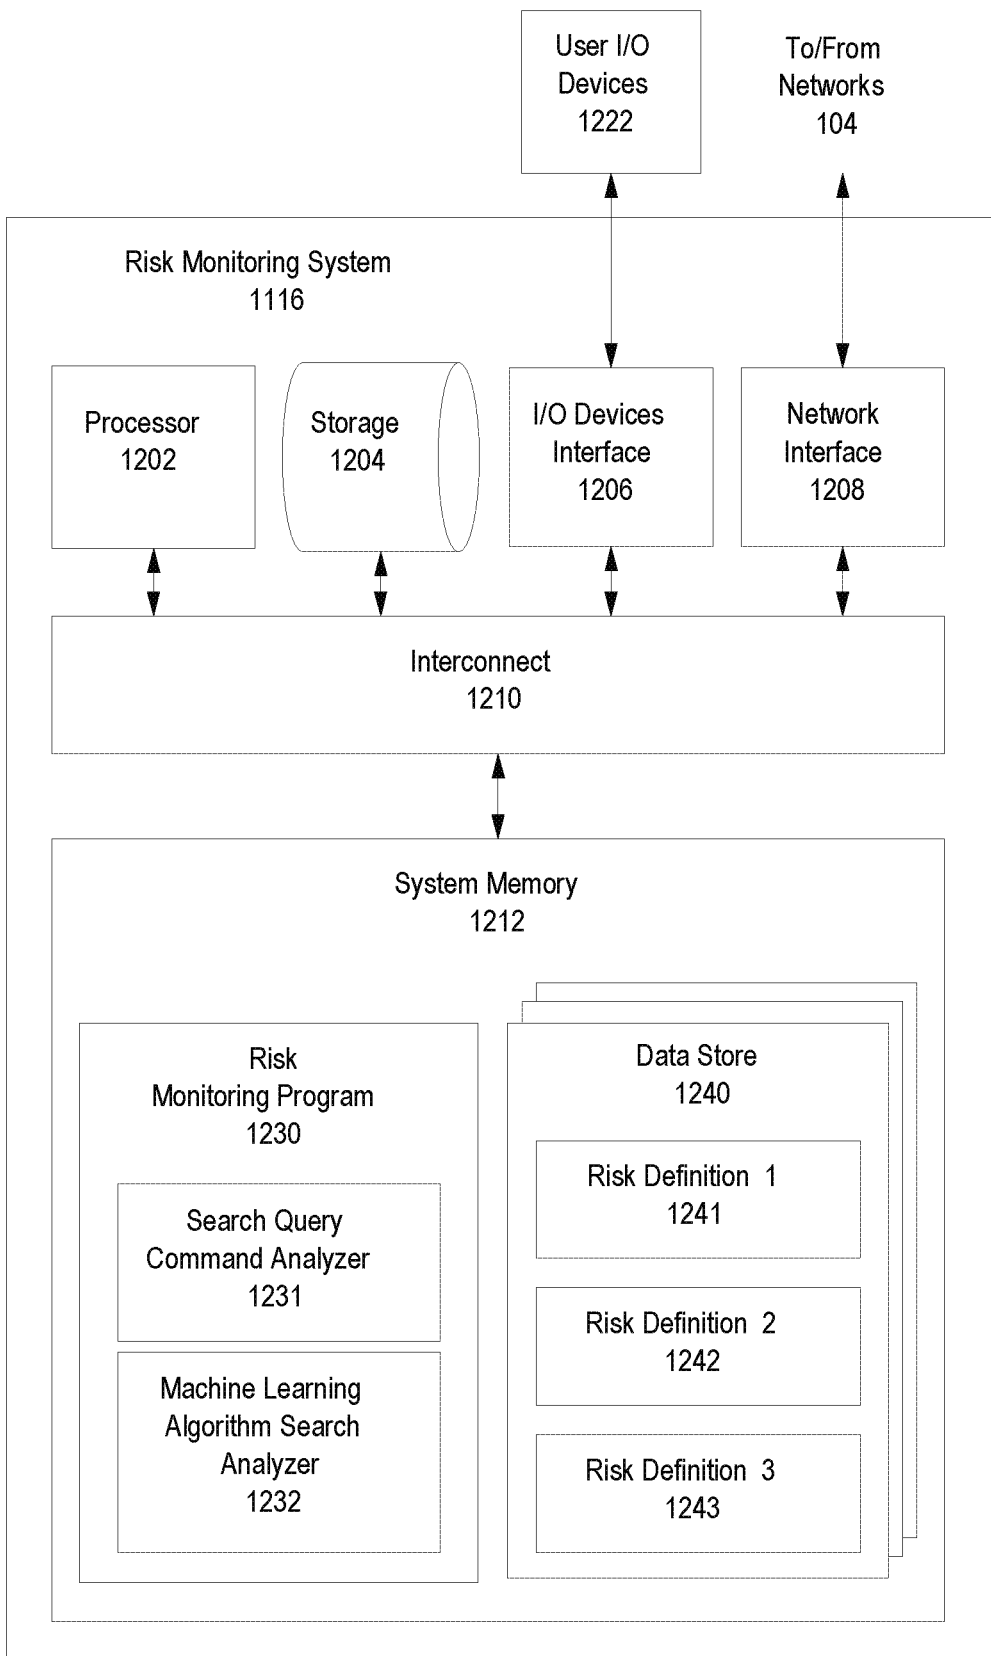 User I/O
Devices
1222
To/From
Networks
104
Risk Monitoring System
1116
Processor
1202
Storage
1204
I/O Devices
Interface
1206
Network
Interface
1208
Interconnect
1210
System Memory
1212
Risk
Monitoring Program
1230
Search Query
Command Analyzer
1231
Machine Learning
Algorithm Search
Analyzer
1232
Data Store
1240
Risk Definition 1
1241
Risk Definition 2
1242
Risk Definition 3
1243